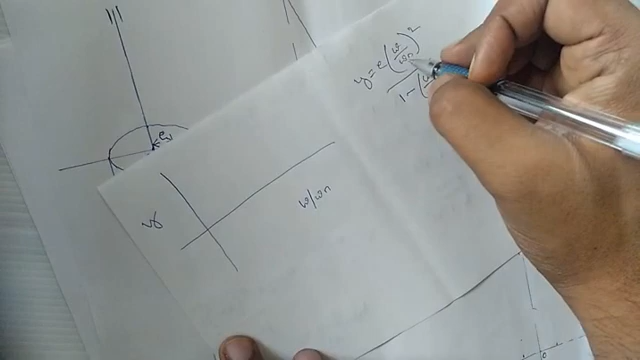 y = e (ω/ωn)²
1 - (
y
ω/ωn
e